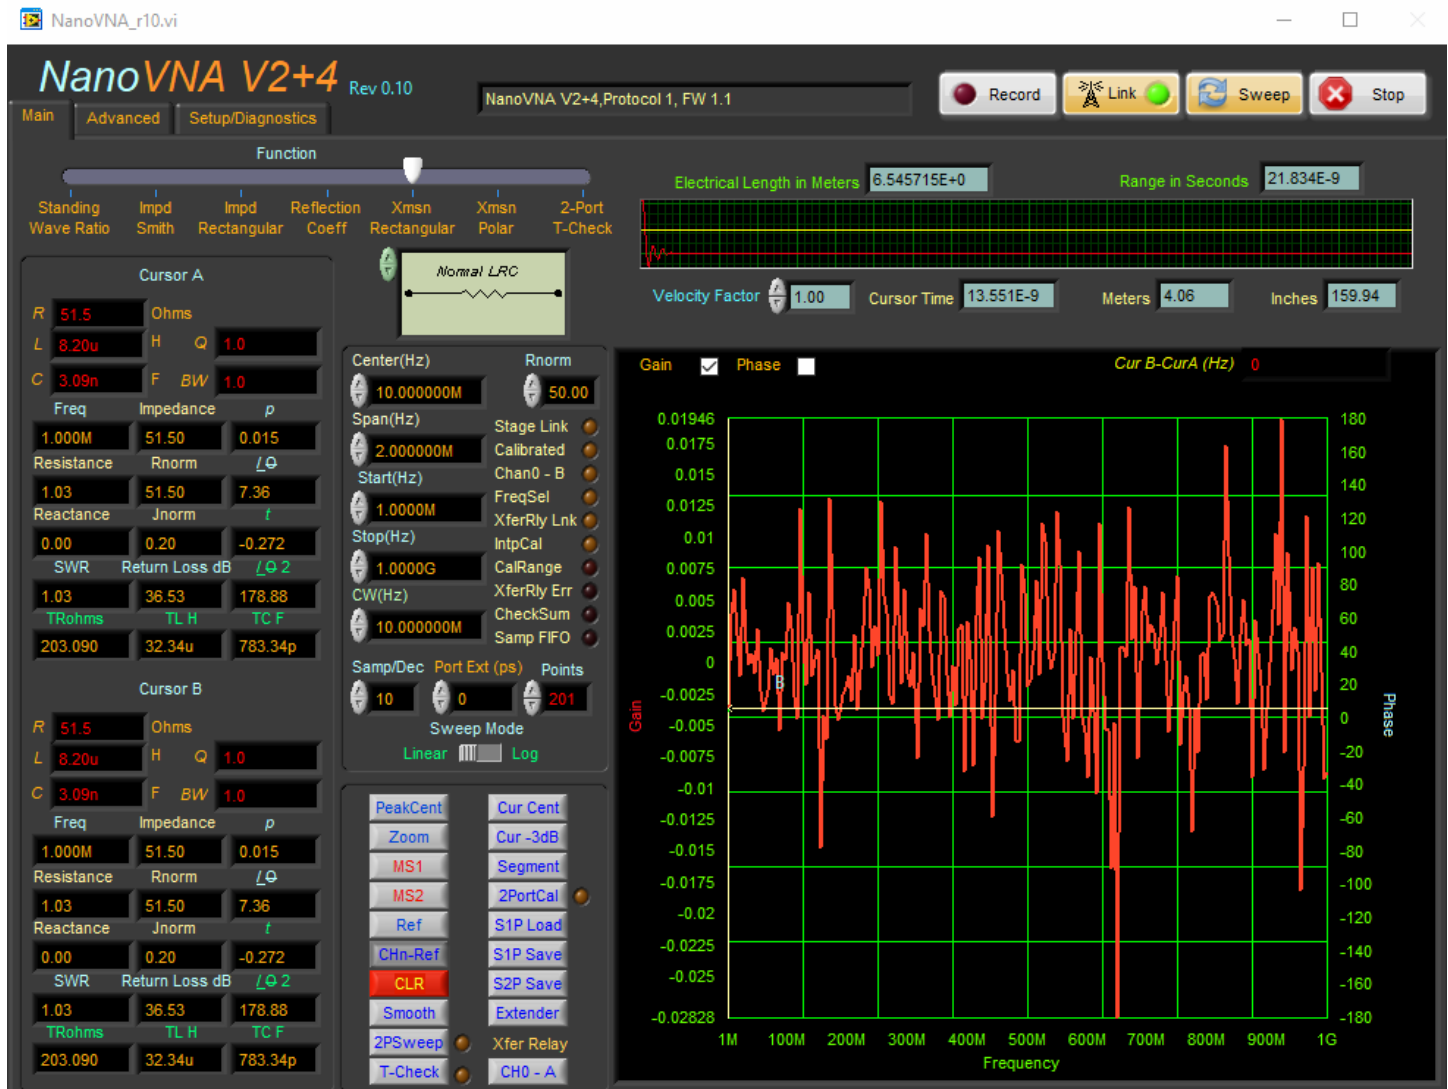 NanoVNA_r10.vi
NanoVNA V2+4 Rev 0.10
NanoVNA V2+4,Protocol 1, FW 1.1
Record
Link
Sweep
Stop
Main
Advanced
Setup/Diagnostics
Function
Standing Wave Ratio
Impd Smith
Impd Rectangular
Reflection Coeff
Xmsn Rectangular
Xmsn Polar
2-Port T-Check
Electrical Length in Meters 6.545715E+0
Range in Seconds 21.834E-9
Velocity Factor 1.00
Cursor Time 13.551E-9
Meters 4.06
Inches 159.94
Normal LRC
Cursor A
R 51.5 Ohms
L 8.20u H Q 1.0
C 3.09n F BW 1.0
Freq Impedance p
1.000M 51.50 0.015
Resistance Rnorm /Θ
1.03 51.50 7.36
Reactance Jnorm t
0.00 0.20 -0.272
SWR Return Loss dB /Θ 2
1.03 36.53 178.88
TRohms TL H TC F
203.090 32.34u 783.34p
Cursor B
R 51.5 Ohms
L 8.20u H Q 1.0
C 3.09n F BW 1.0
Freq Impedance p
1.000M 51.50 0.015
Resistance Rnorm /Θ
1.03 51.50 7.36
Reactance Jnorm t
0.00 0.20 -0.272
SWR Return Loss dB /Θ 2
1.03 36.53 178.88
TRohms TL H TC F
203.090 32.34u 783.34p
Center(Hz)
10.000000M
Span(Hz)
2.000000M
Start(Hz)
1.0000M
Stop(Hz)
1.0000G
CW(Hz)
10.000000M
Rnorm
50.00
Stage Link
Calibrated
Chan0 - B
FreqSel
XferRly Lnk
IntpCal
CalRange
XferRly Err
CheckSum
Samp FIFO
Samp/Dec Port Ext (ps) Points
10 0 201
Sweep Mode
Linear Log
PeakCent Cur Cent
Zoom Cur -3dB
MS1 Segment
MS2 2PortCal
Ref S1P Load
CHn-Ref S1P Save
CLR S2P Save
Smooth Extender
2PSweep Xfer Relay
T-Check CH0 - A
Gain Phase
Cur B-CurA (Hz) 0
0.01946
0.0175
0.015
0.0125
0.01
0.0075
0.005
0.0025
0
-0.0025
-0.005
-0.0075
-0.01
-0.0125
-0.015
-0.0175
-0.02
-0.0225
-0.025
-0.02828
Gain
B
180
160
140
120
100
80
60
40
20
0
-20
-40
-60
-80
-100
-120
-140
-160
-180
Phase
1M 100M 200M 300M 400M 500M 600M 700M 800M 900M 1G
Frequency